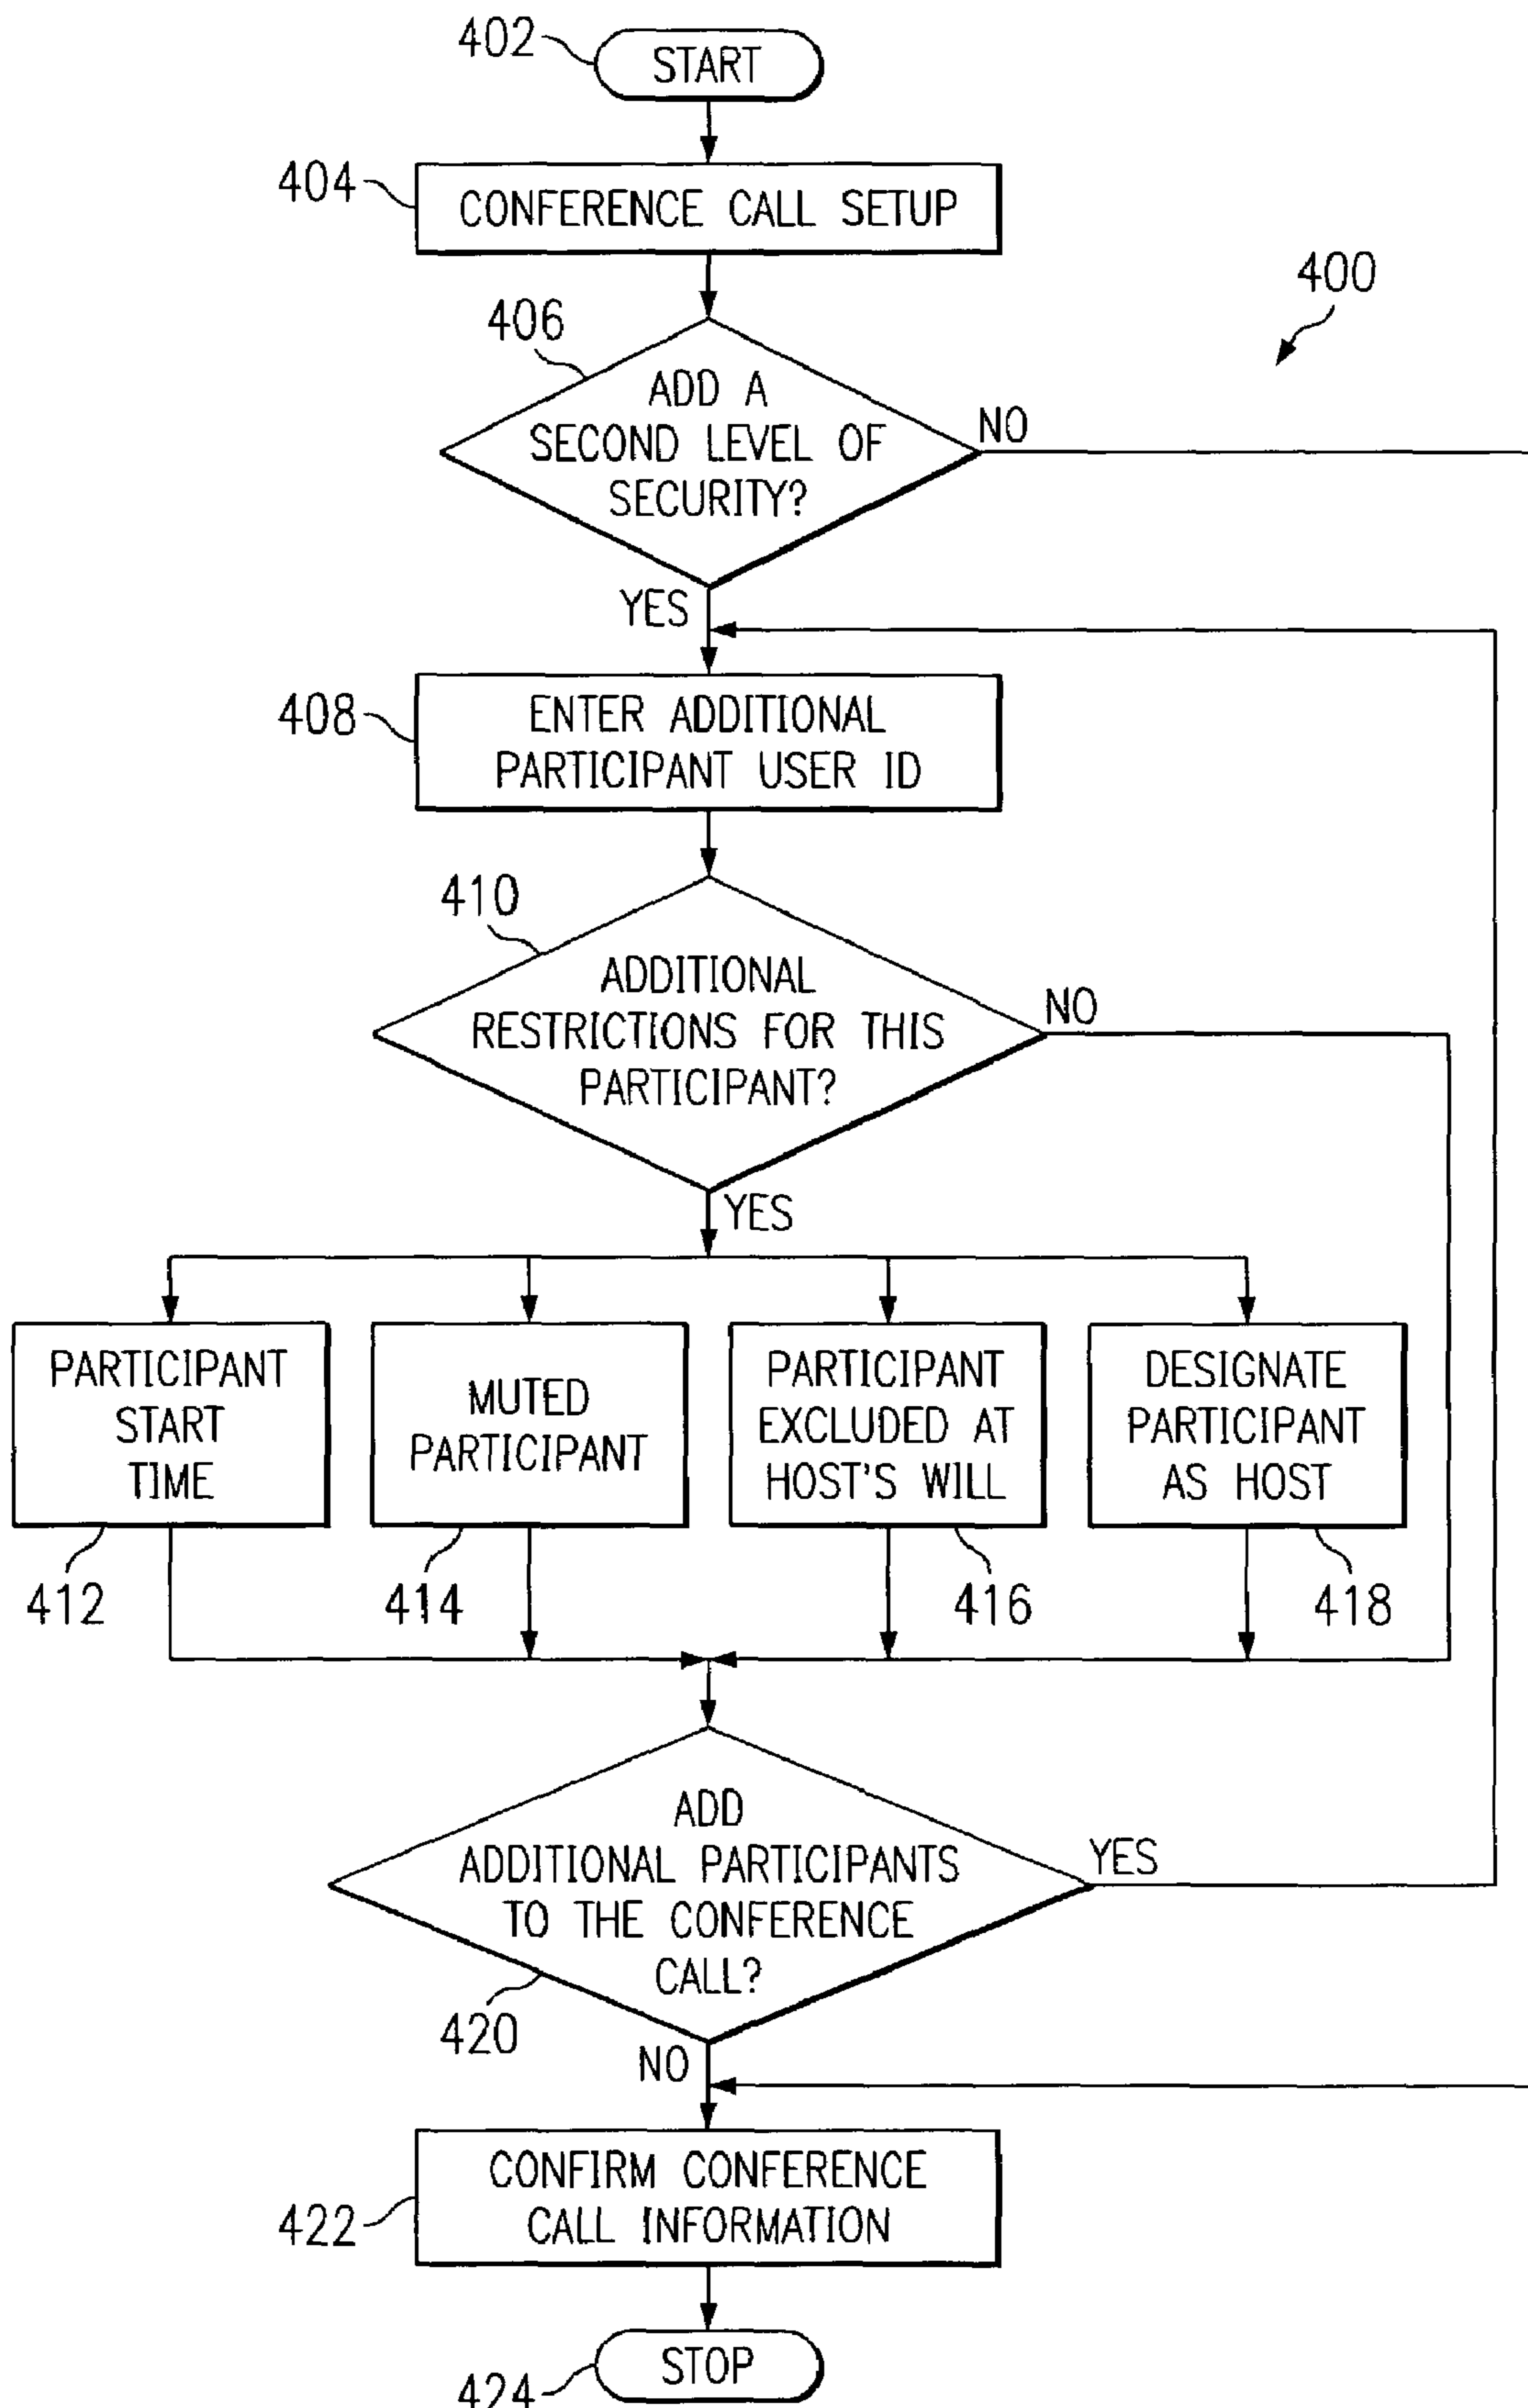 402
START
404
CONFERENCE CALL SETUP
400
406
ADD A
SECOND LEVEL OF
SECURITY?
NO
YES
408
ENTER ADDITIONAL
PARTICIPANT USER ID
410
ADDITIONAL
RESTRICTIONS FOR THIS
PARTICIPANT?
NO
YES
PARTICIPANT
START
TIME
MUTED
PARTICIPANT
PARTICIPANT
EXCLUDED AT
HOST'S WILL
DESIGNATE
PARTICIPANT
AS HOST
412
414
416
418
ADD
ADDITIONAL PARTICIPANTS
TO THE CONFERENCE
CALL?
YES
420
NO
422
CONFIRM CONFERENCE
CALL INFORMATION
STOP
424